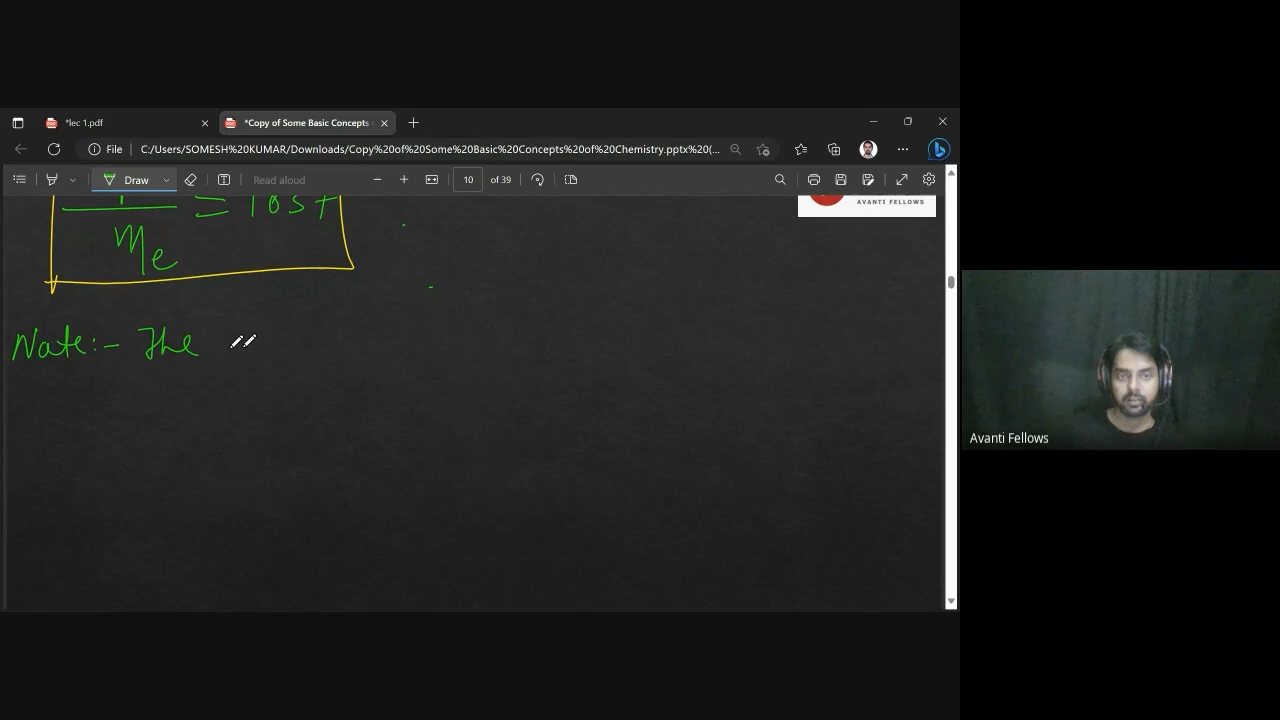 *lec 1.pdf
*Copy of Some Basic Concepts
File
C:/Users/SOMESH%20KUMAR/Downloads/Copy%20of%20Some%20Basic%20Concepts%20of%20Chemistry.pptx%20(...
Draw
Read aloud
10 of 39
AVANTI FELLOWS
me
Note:- The
Avanti Fellows